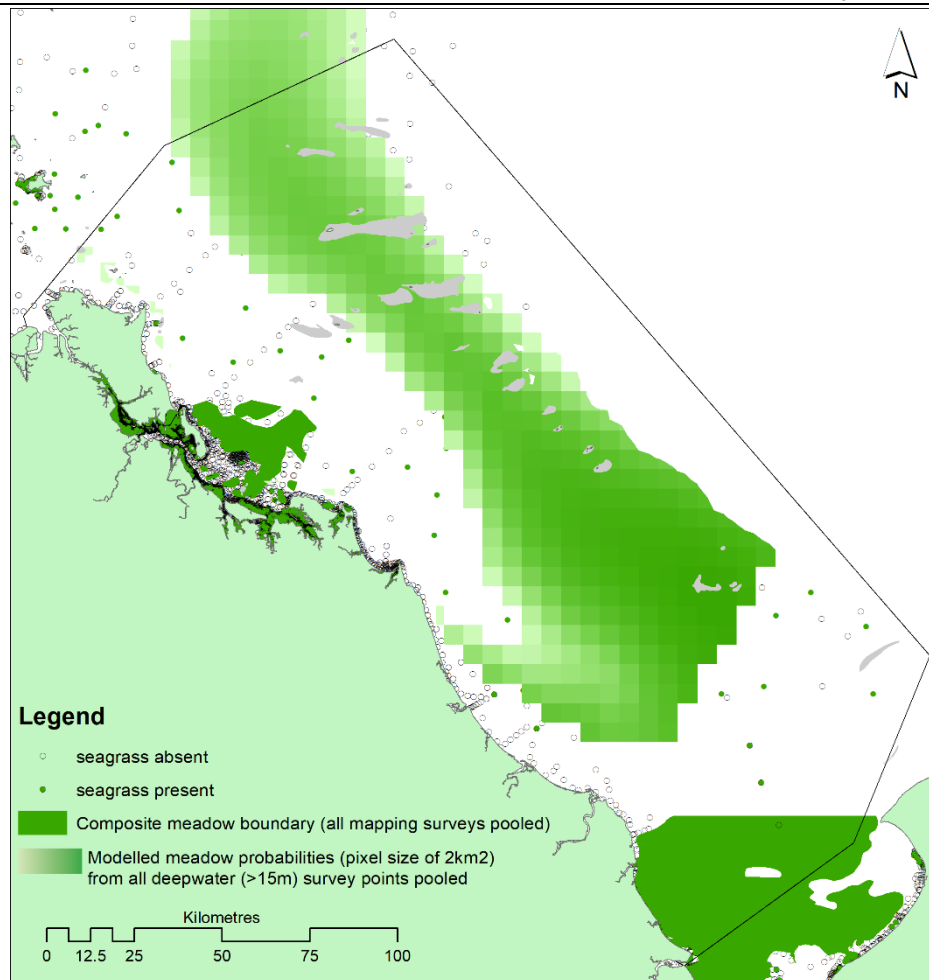 N
Legend
seagrass absent
seagrass present
Composite meadow boundary (all mapping surveys pooled)
Modelled meadow probabilities (pixel size of 2km2)
from all deepwater (>15m) survey points pooled
Kilometres
0 12.5 25 50 75 100